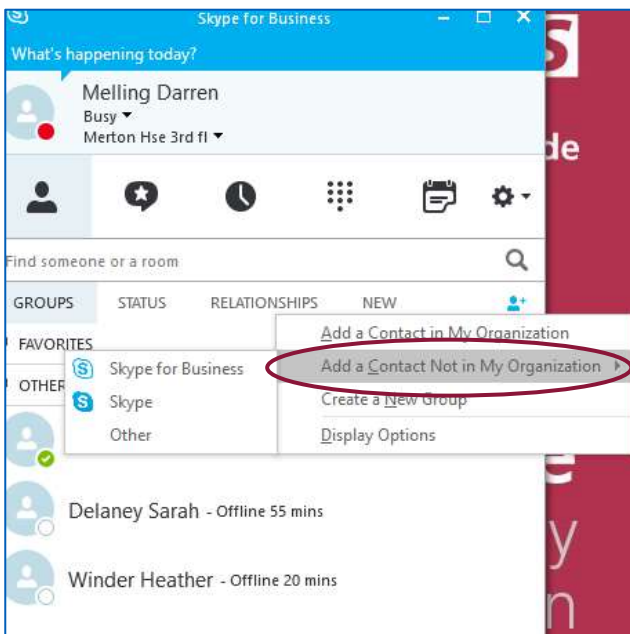 Skype for Business
What's happening today?
Melling Darren
Busy
Merton Hse 3rd fl
Find someone or a room
GROUPS STATUS RELATIONSHIPS NEW
FAVORITES
OTHER
Add a Contact in My Organization
Add a Contact Not in My Organization
Create a New Group
Display Options
Skype for Business
Skype
Other
Delaney Sarah - Offline 55 mins
Winder Heather - Offline 20 mins
s
de
e
y
n